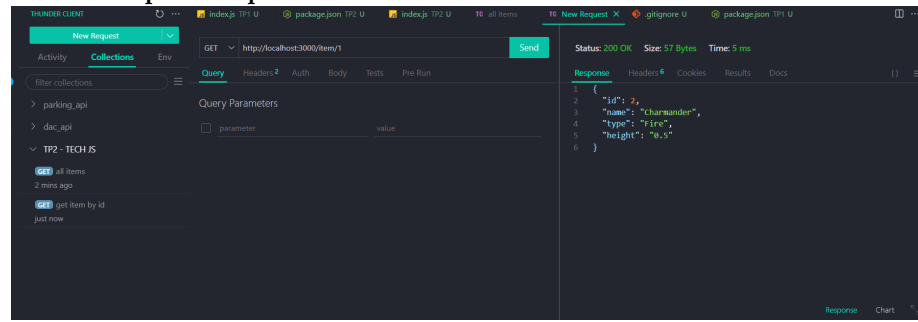 THUNDER CLIENT
index.js TP1 U
package.json TP2 U
index.js TP2 U
TC all items
TC New Request ×
.gitignore U
package.json TP1 U
New Request
Activity Collections Env
filter collections
parking_api
dac_api
TP2 - TECH JS
GET all items
2 mins ago
GET get item by id
just now
GET http://localhost:3000/item/1 Send
Query Headers 2 Auth Body Tests Pre Run
Query Parameters
parameter value
Status: 200 OK Size: 57 Bytes Time: 5 ms
Response Headers 6 Cookies Results Docs { }
1 {
2 "id": 2,
3 "name": "Charmander",
4 "type": "Fire",
5 "height": "0.5"
6 }
Response Chart